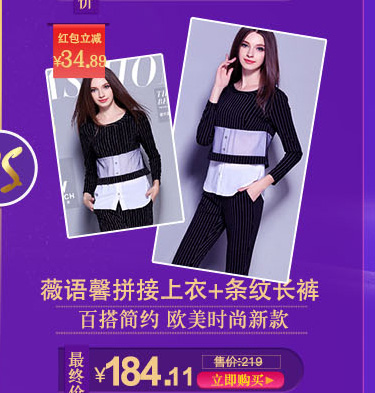 价
红包立减
¥34.89
薇语馨拼接上衣+条纹长裤
百搭简约 欧美时尚新款
最终价
¥184.11
售价:219
立即购买▶